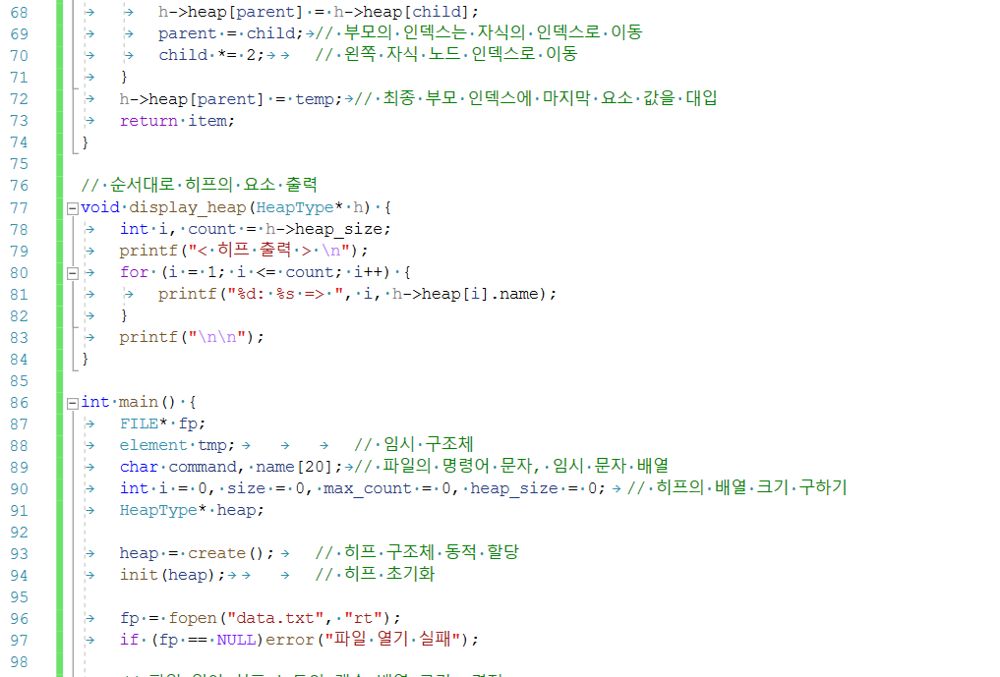 68 h->heap[parent] = h->heap[child];
69 parent = child; // 부모의 인덱스는 자식의 인덱스로 이동
70 child *= 2; // 왼쪽 자식 노드 인덱스로 이동
71 }
72 h->heap[parent] = temp; // 최종 부모 인덱스에 마지막 요소 값을 대입
73 return item;
74 }
75
76 // 순서대로 히프의 요소 출력
77 void display_heap(HeapType* h) {
78 int i, count = h->heap_size;
79 printf("< 히프 출력 > \n");
80 for (i = 1; i <= count; i++) {
81 printf("%d: %s => ", i, h->heap[i].name);
82 }
83 printf("\n\n");
84 }
85
86 int main() {
87 FILE* fp;
88 element tmp; // 임시 구조체
89 char command, name[20]; // 파일의 명령어 문자, 임시 문자 배열
90 int i = 0, size = 0, max_count = 0, heap_size = 0; // 히프의 배열 크기 구하기
91 HeapType* heap;
92
93 heap = create(); // 히프 구조체 동적 할당
94 init(heap); // 히프 초기화
95
96 fp = fopen("data.txt", "rt");
97 if (fp == NULL)error("파일 열기 실패");
98